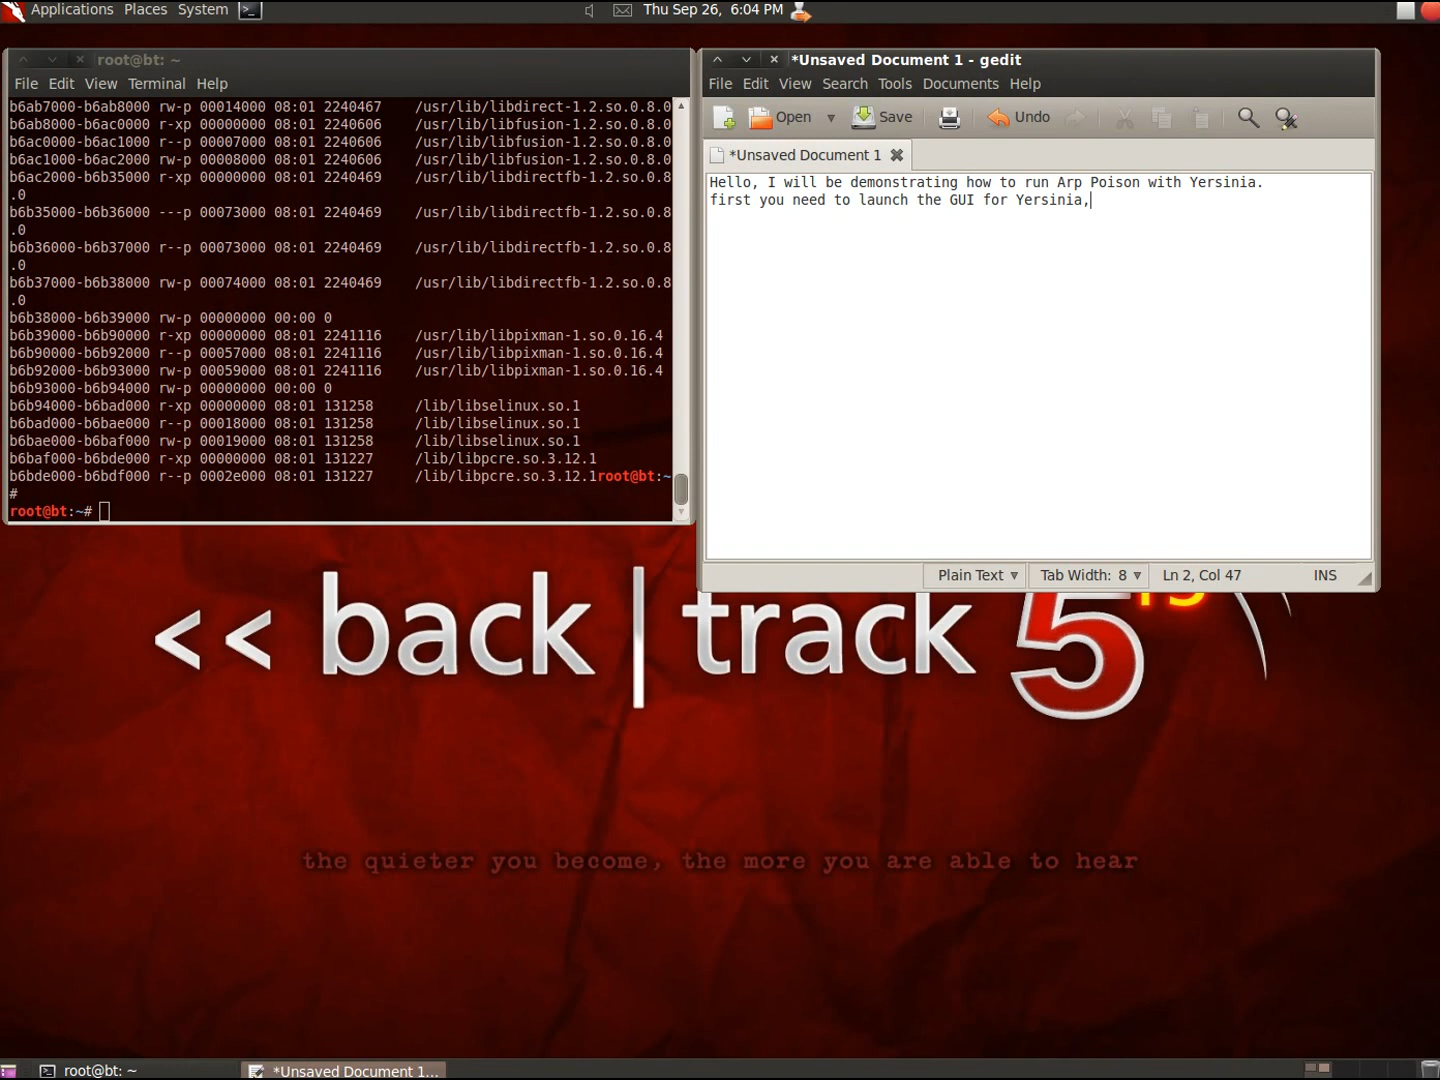 Applications Places System Thu Sep 26, 6:04 PM
root@bt: ~
File Edit View Terminal Help
b6ab7000-b6ab8000 rw-p 00014000 08:01 2240467 /usr/lib/libdirect-1.2.so.0.8.0
b6ab8000-b6ac0000 r-xp 00000000 08:01 2240606 /usr/lib/libfusion-1.2.so.0.8.0
b6ac0000-b6ac1000 r--p 00007000 08:01 2240606 /usr/lib/libfusion-1.2.so.0.8.0
b6ac1000-b6ac2000 rw-p 00008000 08:01 2240606 /usr/lib/libfusion-1.2.so.0.8.0
b6ac2000-b6b35000 r-xp 00000000 08:01 2240469 /usr/lib/libdirectfb-1.2.so.0.8
.0
b6b35000-b6b36000 ---p 00073000 08:01 2240469 /usr/lib/libdirectfb-1.2.so.0.8
.0
b6b36000-b6b37000 r--p 00073000 08:01 2240469 /usr/lib/libdirectfb-1.2.so.0.8
.0
b6b37000-b6b38000 rw-p 00074000 08:01 2240469 /usr/lib/libdirectfb-1.2.so.0.8
.0
b6b38000-b6b39000 rw-p 00000000 00:00 0
b6b39000-b6b90000 r-xp 00000000 08:01 2241116 /usr/lib/libpixman-1.so.0.16.4
b6b90000-b6b92000 r--p 00057000 08:01 2241116 /usr/lib/libpixman-1.so.0.16.4
b6b92000-b6b93000 rw-p 00059000 08:01 2241116 /usr/lib/libpixman-1.so.0.16.4
b6b93000-b6b94000 rw-p 00000000 00:00 0
b6b94000-b6bad000 r-xp 00000000 08:01 131258 /lib/libselinux.so.1
b6bad000-b6bae000 r--p 00018000 08:01 131258 /lib/libselinux.so.1
b6bae000-b6baf000 rw-p 00019000 08:01 131258 /lib/libselinux.so.1
b6baf000-b6bde000 r-xp 00000000 08:01 131227 /lib/libpcre.so.3.12.1
b6bde000-b6bdf000 r--p 0002e000 08:01 131227 /lib/libpcre.so.3.12.1root@bt:~
#
root@bt:~#
*Unsaved Document 1 - gedit
File Edit View Search Tools Documents Help
Open Save Undo
*Unsaved Document 1
Hello, I will be demonstrating how to run Arp Poison with Yersinia.
first you need to launch the GUI for Yersinia,
Plain Text Tab Width: 8 Ln 2, Col 47 INS
<< back | track 5
the quieter you become, the more you are able to hear
root@bt: ~ *Unsaved Document 1...